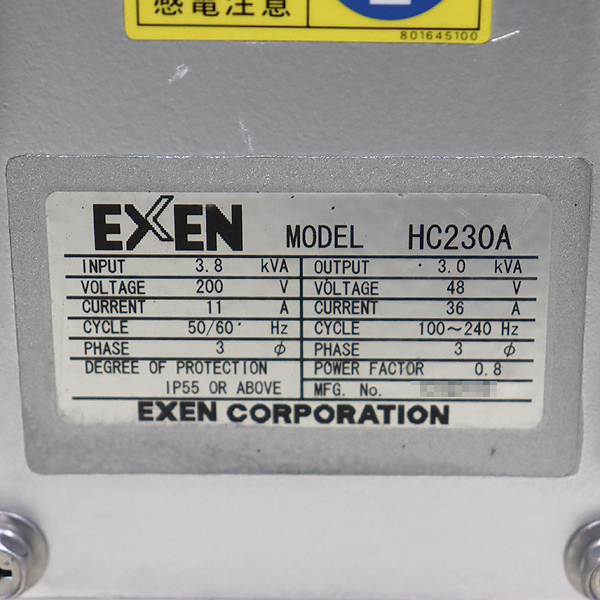 感電注意
801645100
EXEN MODEL HC230A
INPUT 3.8 kVA OUTPUT 3.0 kVA
VOLTAGE 200 V VOLTAGE 48 V
CURRENT 11 A CURRENT 36 A
CYCLE 50/60 Hz CYCLE 100～240 Hz
PHASE 3 φ PHASE 3 φ
DEGREE OF PROTECTION POWER FACTOR 0.8
IP55 OR ABOVE MFG. No.
EXEN CORPORATION